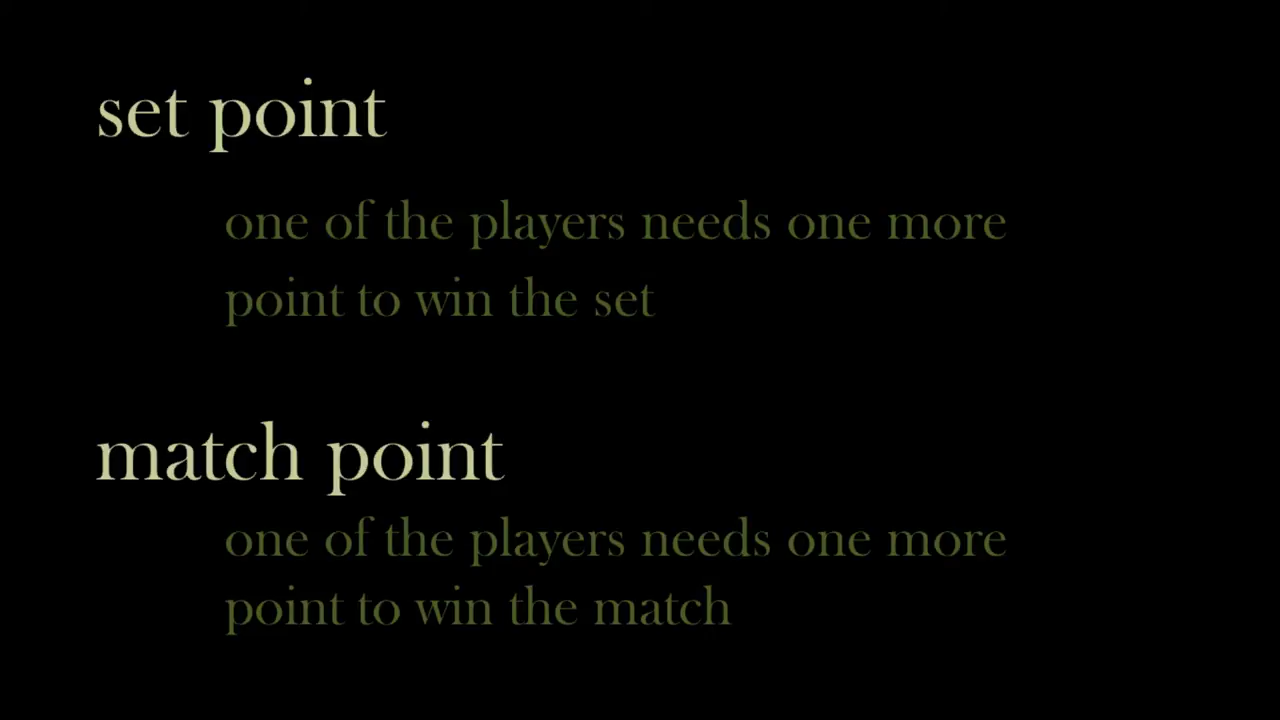 set point
one of the players needs one more
point to win the set
match point
one of the players needs one more
point to win the match